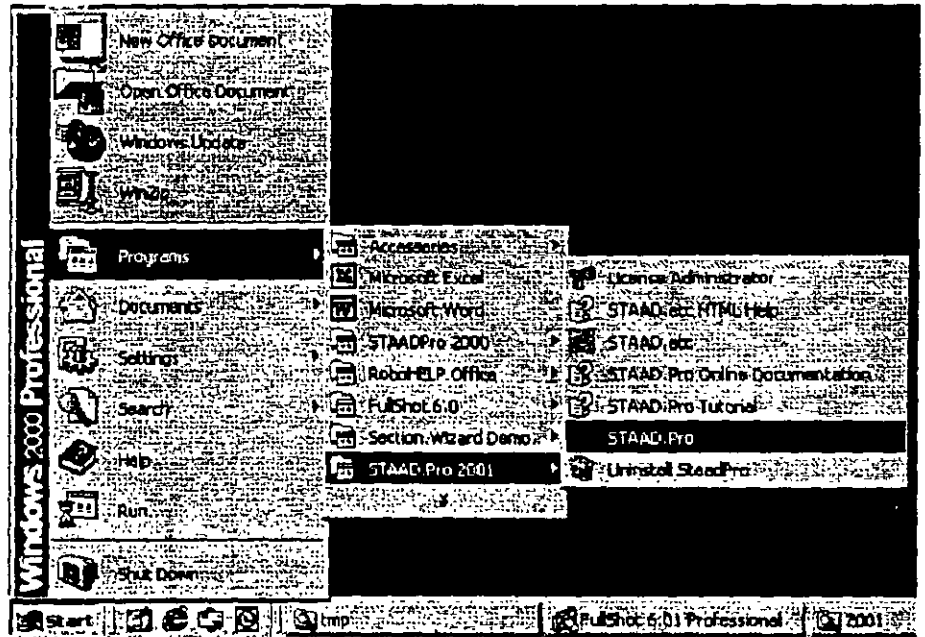 New Office Document
Open Office Document
Windows Update
WinZip
Programs
Documents
Settings
Search
Help
Run...
Shut Down...
Windows 2000 Professional
Accessories
Microsoft Excel
Microsoft Word
STAADPro 2000
RoboHELP Office
FullShot 6.0
Section Wizard Demo
STAAD.Pro 2001
License Administrator
STAAD.etc HTML Help
STAAD.etc
STAAD.Pro Online Documentation
STAAD.Pro Tutorial
STAAD.Pro
Uninstall StaadPro
Start
tmp
FullShot 6.01 Professional
2001